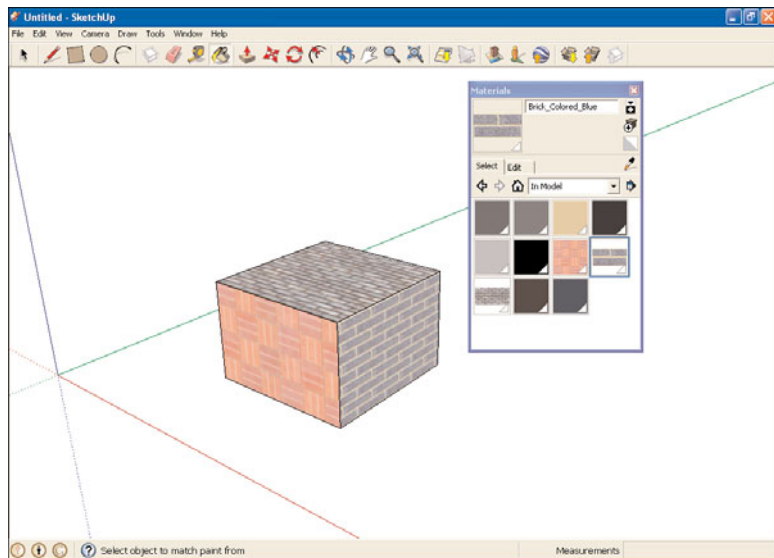 Untitled - SketchUp
File Edit View Camera Draw Tools Window Help
Materials
Brick_Colored_Blue
Select Edit
In Model
Select object to match paint from
Measurements